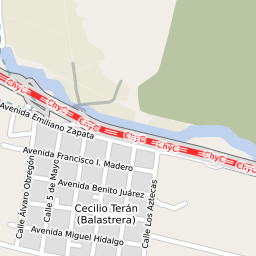 ChyC
ChyC
ChyC
ChyC
ChyC
ChyC
ChyC
Avenida Emiliano Zapata
Avenida Francisco I. Madero
Avenida Benito Juárez
Cecilio Terán
(Balastrera)
Avenida Miguel Hidalgo
Calle Álvaro Obregón
Calle 5 de Mayo
Calle Los Aztecas